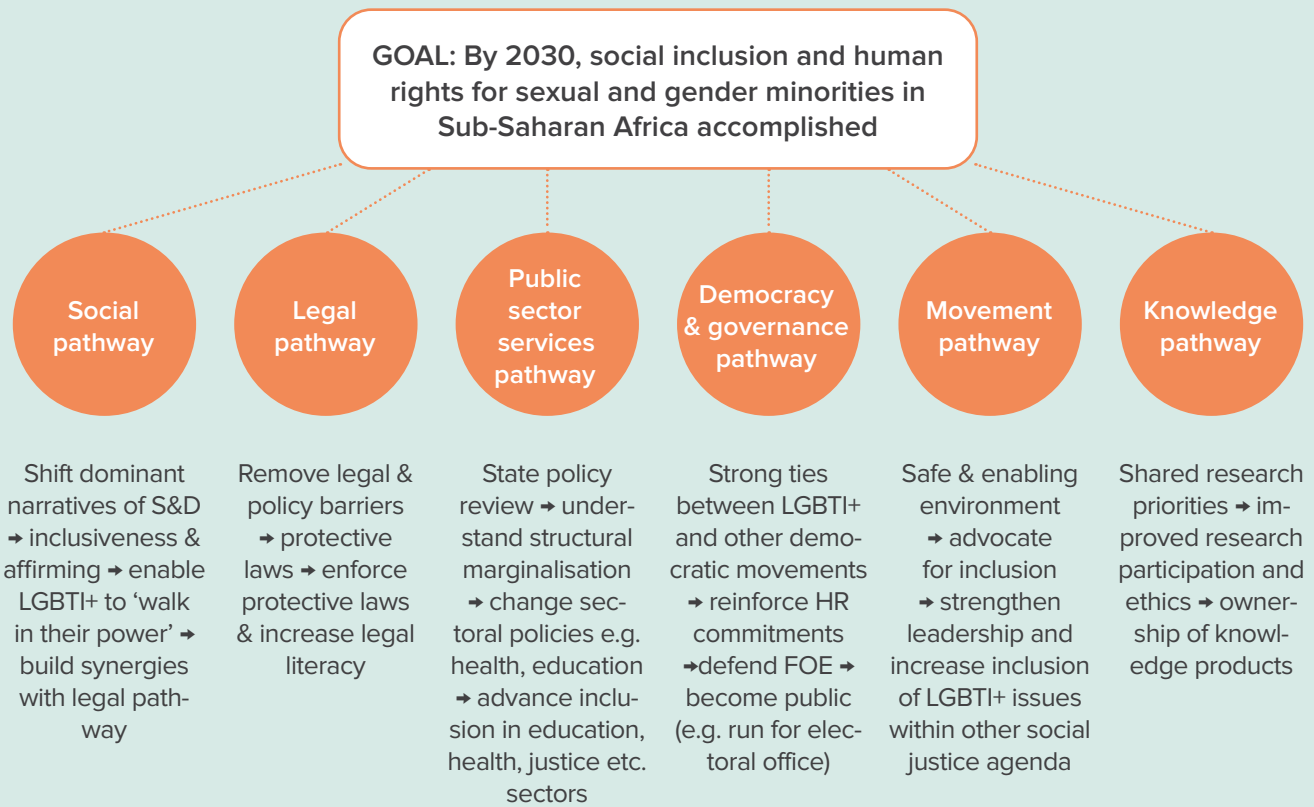 GOAL: By 2030, social inclusion and human
rights for sexual and gender minorities in
Sub-Saharan Africa accomplished
Social
pathway
Legal
pathway
Public
sector
services
pathway
Democracy
& governance
pathway
Movement
pathway
Knowledge
pathway
Shift dominant
narratives of S&D
→ inclusiveness &
affirming → enable
LGBTI+ to ‘walk
in their power’ →
build synergies
with legal path-
way
Remove legal &
policy barriers
→ protective
laws → enforce
protective laws
& increase legal
literacy
State policy
review → under-
stand structural
marginalisation
→ change sec-
toral policies e.g.
health, education
→ advance inclu-
sion in education,
health, justice etc.
sectors
Strong ties
between LGBTI+
and other demo-
cratic movements
→ reinforce HR
commitments
→defend FOE →
become public
(e.g. run for elec-
toral office)
Safe & enabling
environment
→ advocate
for inclusion
→ strengthen
leadership and
increase inclusion
of LGBTI+ issues
within other social
justice agenda
Shared research
priorities → im-
proved research
participation and
ethics → owner-
ship of knowl-
edge products